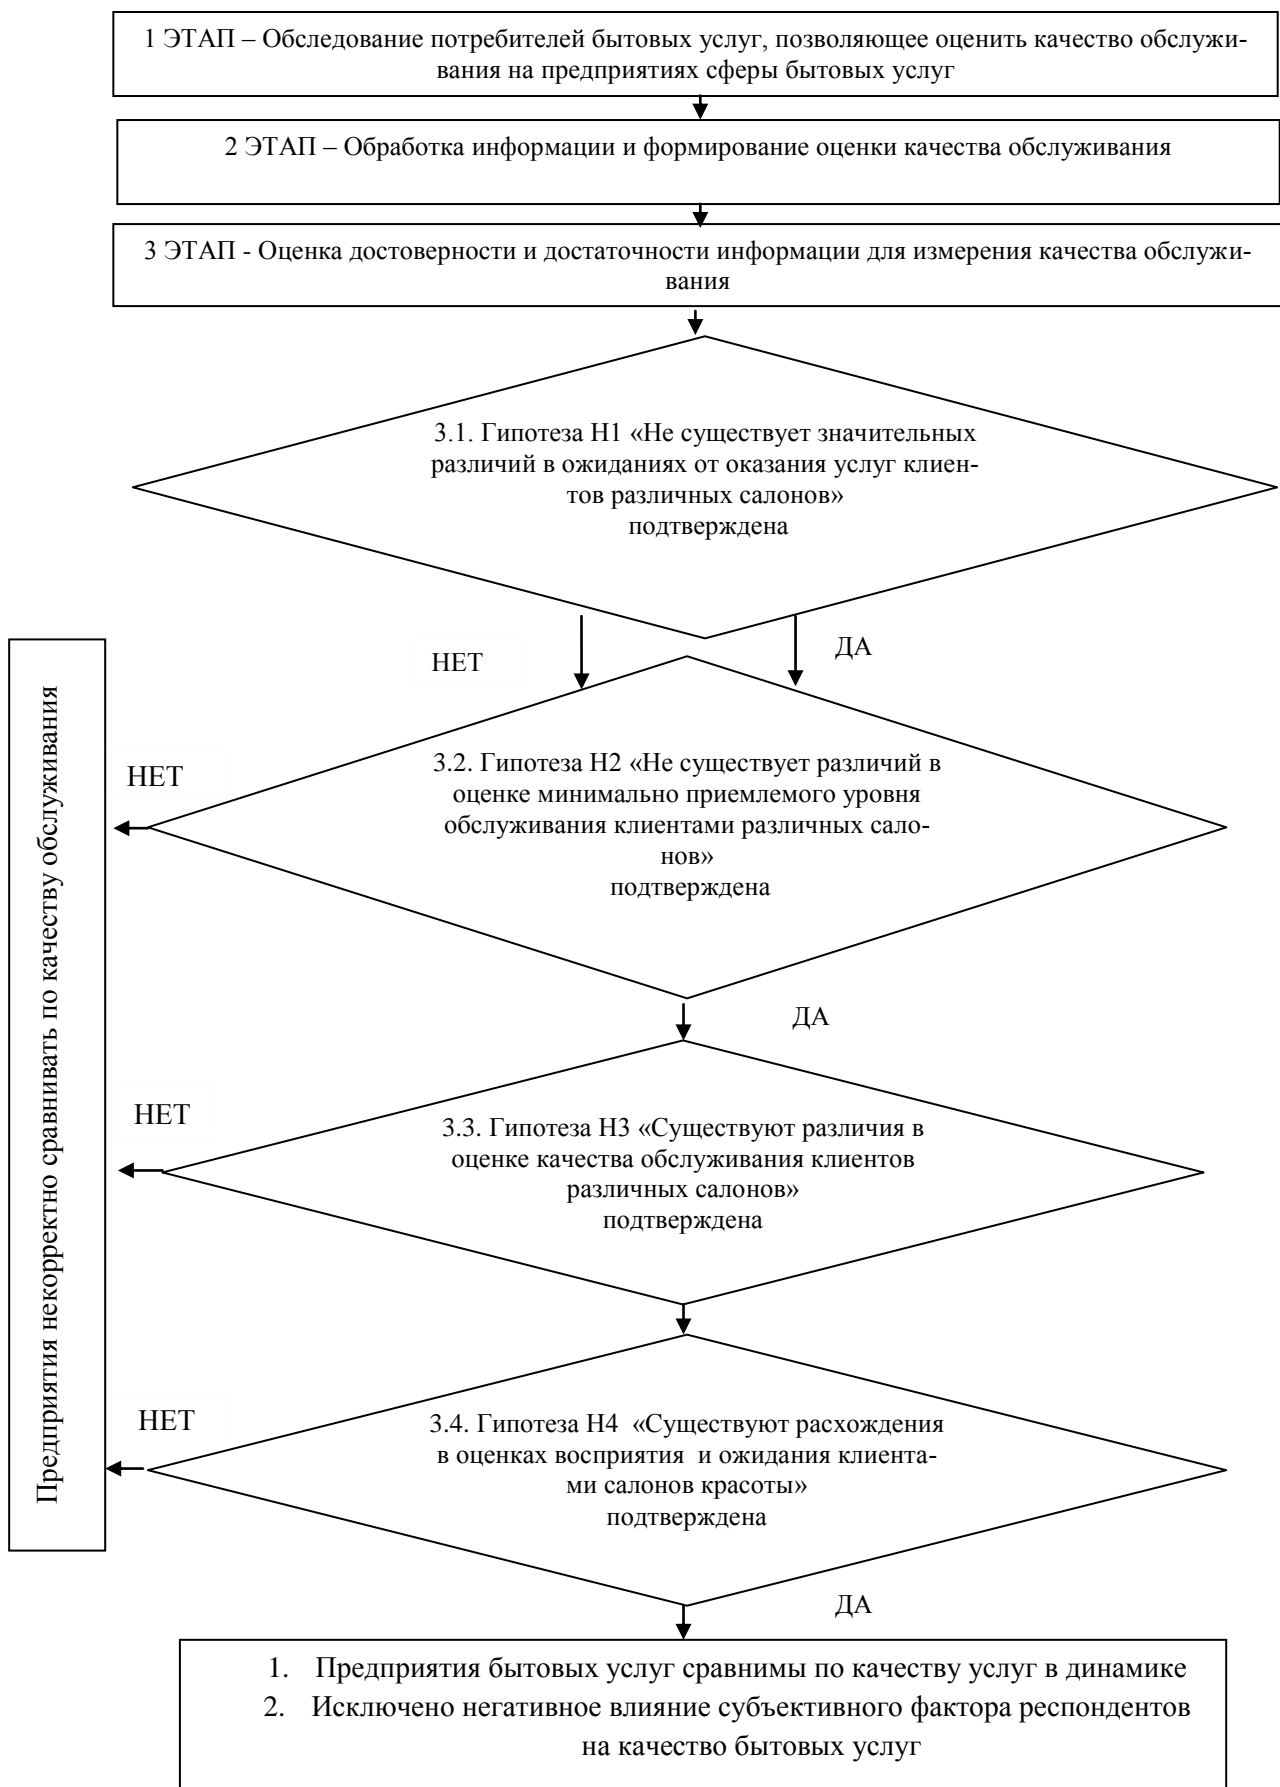 1 ЭТАП – Обследование потребителей бытовых услуг, позволяющее оценить качество обслужи-
вания на предприятиях сферы бытовых услуг
2 ЭТАП – Обработка информации и формирование оценки качества обслуживания
3 ЭТАП - Оценка достоверности и достаточности информации для измерения качества обслужи-
вания
3.1. Гипотеза Н1 «Не существует значительных
различий в ожиданиях от оказания услуг клиен-
тов различных салонов»
подтверждена
НЕТ
ДА
Предприятия некорректно сравнивать по качеству обслуживания
НЕТ
3.2. Гипотеза Н2 «Не существует различий в
оценке минимально приемлемого уровня
обслуживания клиентами различных сало-
нов»
подтверждена
ДА
НЕТ
3.3. Гипотеза Н3 «Существуют различия в
оценке качества обслуживания клиентов
различных салонов»
подтверждена
НЕТ
3.4. Гипотеза Н4 «Существуют расхождения
в оценках восприятия и ожидания клиента-
ми салонов красоты»
подтверждена
ДА
1. Предприятия бытовых услуг сравнимы по качеству услуг в динамике
2. Исключено негативное влияние субъективного фактора респондентов
на качество бытовых услуг